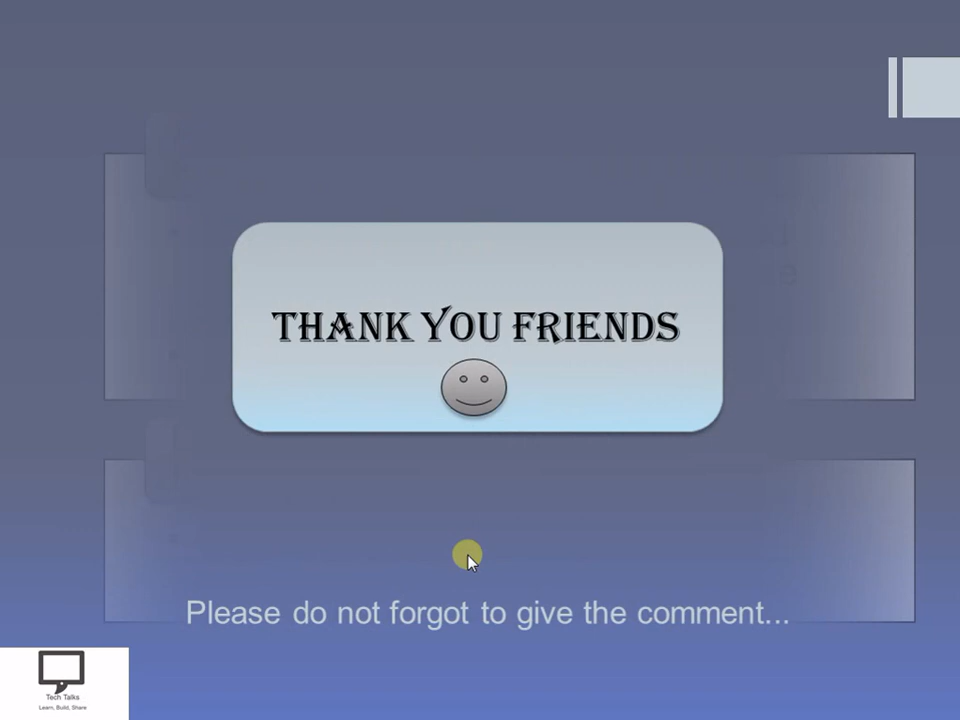 THANK YOU FRIENDS
Please do not forgot to give the comment...
Tech Talks
Learn, Build, Share